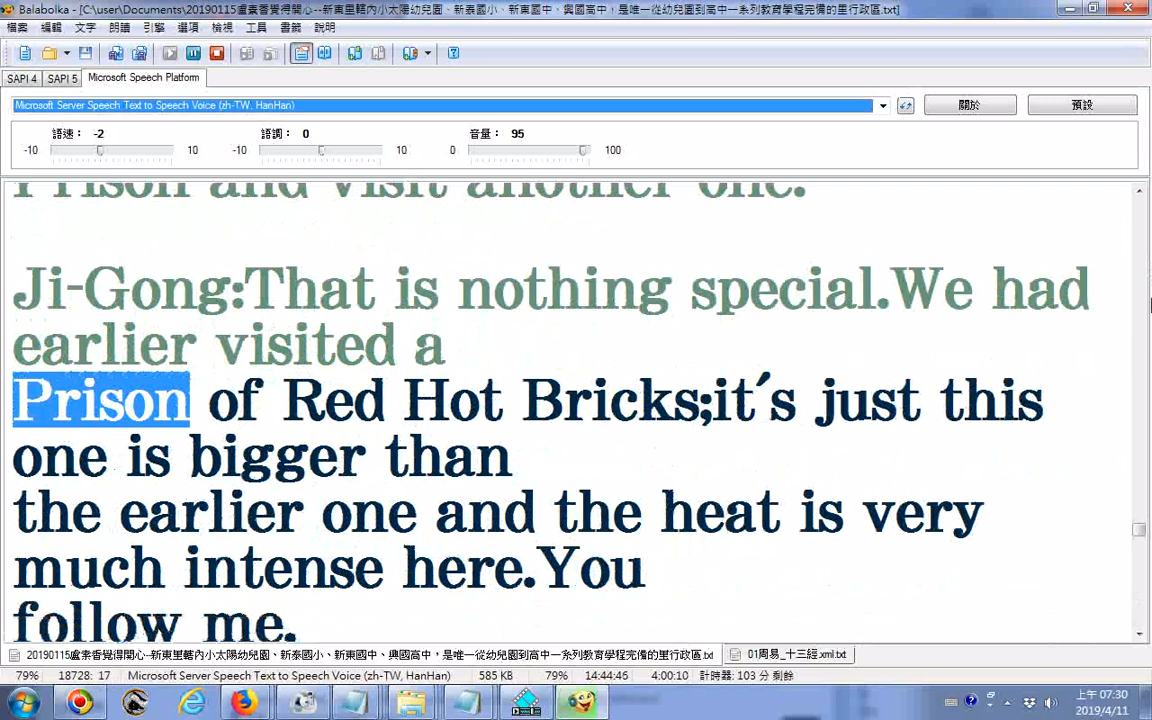 Balabolka - [C:\user\Documents\20190115盧素香覺得開心--新東里轄內小太陽幼兒園、新泰國小、新東國中、興國高中，是唯一從幼兒園到高中一系列教育學程完備的里行政區.txt]
檔案 編輯 文字 朗讀 引擎 選項 檢視 工具 書籤 說明
SAPI 4 SAPI 5 Microsoft Speech Platform
Microsoft Server Speech Text to Speech Voice (zh-TW, HanHan) 關於 預設
語速： -2 語調： 0 音量： 95
-10 10 -10 10 0 100
Prison and visit another one.
Ji-Gong:That is nothing special.We had
earlier visited a
Prison of Red Hot Bricks;it's just this
one is bigger than
the earlier one and the heat is very
much intense here.You
follow me.
20190115盧素香覺得開心--新東里轄內小太陽幼兒園、新泰國小、新東國中、興國高中，是唯一從幼兒園到高中一系列教育學程完備的里行政區.txt 01周易_十三經.xml.txt
79% 18728: 17 Microsoft Server Speech Text to Speech Voice (zh-TW, HanHan) 585 KB 79% 14:44:46 4:00:10 計時器：103 分 剩餘
上午 07:30
2019/4/11